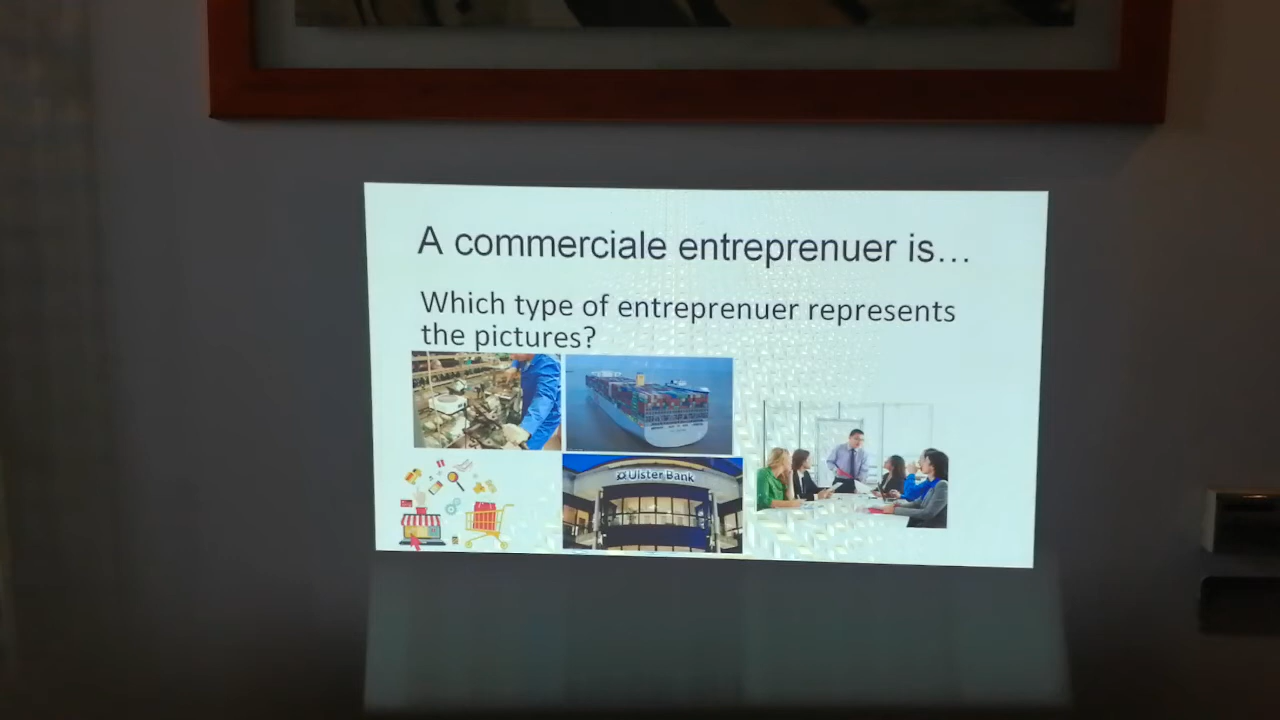 A commerciale entreprenuer is...
Which type of entreprenuer represents
the pictures?
Ulster Bank